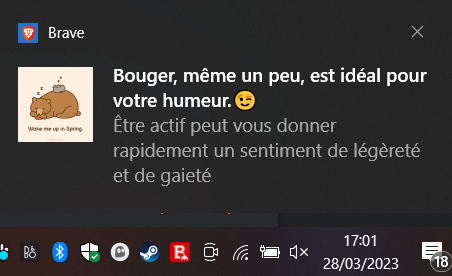 Brave
Bouger, même un peu, est idéal pour
votre humeur.😉
Être actif peut vous donner
rapidement un sentiment de légèreté
et de gaieté
z z z
Wake me up in Spring.
B&O
B
17:01
28/03/2023
18